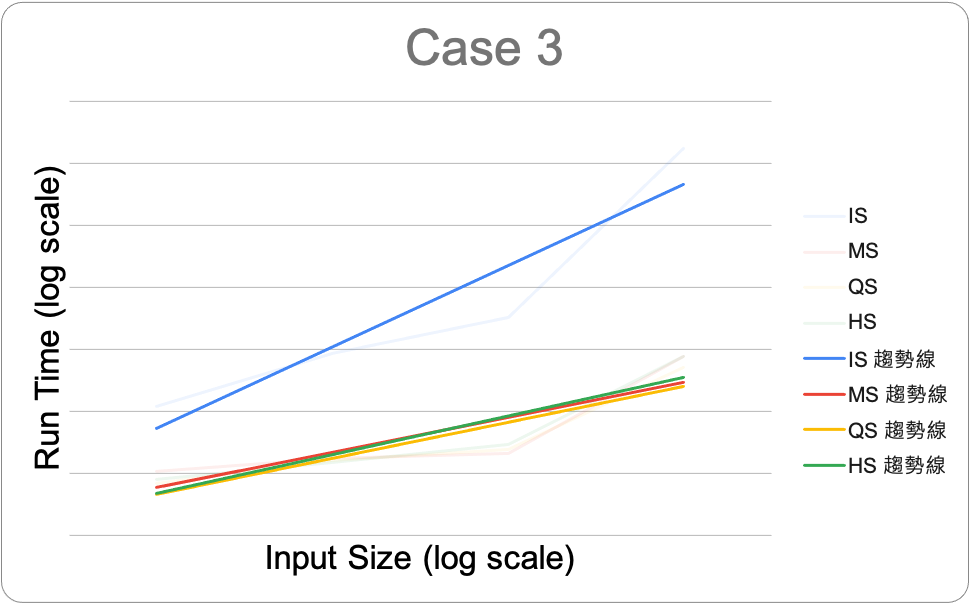 Case 3
Run Time (log scale)
Input Size (log scale)
IS
MS
QS
HS
IS 趨勢線
MS 趨勢線
QS 趨勢線
HS 趨勢線